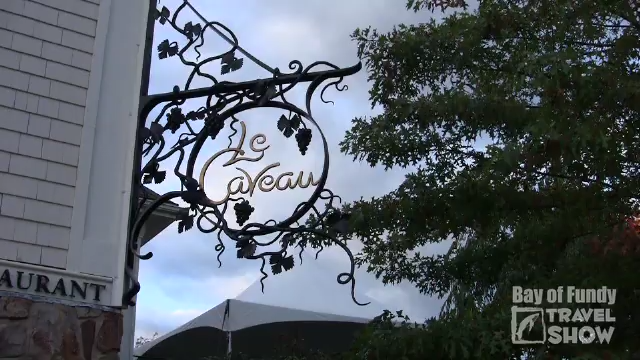 Le
Caveau
AURANT
Bay of Fundy
TRAVEL
SHOW